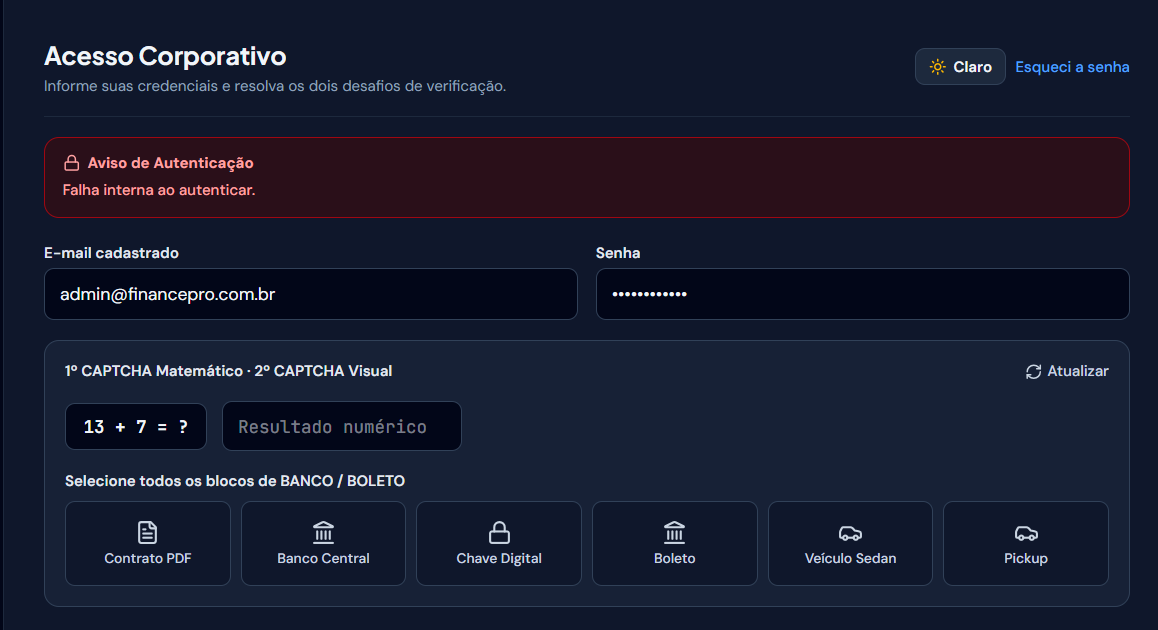 Acesso Corporativo
Informe suas credenciais e resolva os dois desafios de verificação.
Claro
Esqueci a senha
Aviso de Autenticação
Falha interna ao autenticar.
E-mail cadastrado
admin@financepro.com.br
Senha
••••••••••••
1º CAPTCHA Matemático · 2º CAPTCHA Visual
Atualizar
13 + 7 = ?
Resultado numérico
Selecione todos os blocos de BANCO / BOLETO
Contrato PDF
Banco Central
Chave Digital
Boleto
Veículo Sedan
Pickup